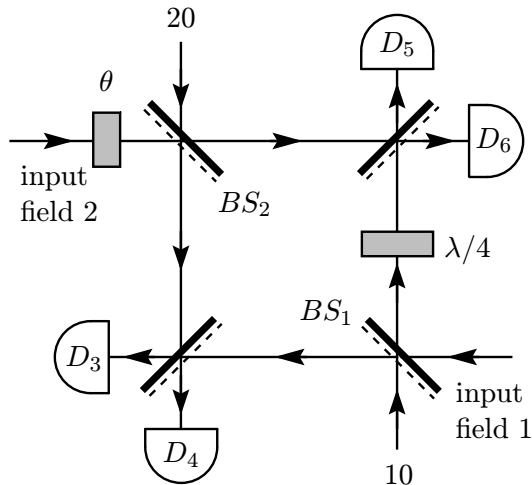 20
D5
θ
D6
input
field 2
BS2
λ/4
BS1
D3
input
field 1
D4
10